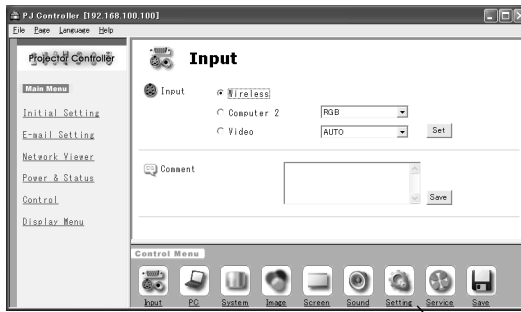 PJ Controller [192.168.100.100]
File Page Language Help
Projector Controller
Main Menu
Initial Setting
E-mail Setting
Network Viewer
Power & Status
Control
Display Menu
Input
Input
Wireless
Computer 2 RGB
Video AUTO Set
Comment
Save
Control Menu
Input PC System Image Screen Sound Setting Service Save